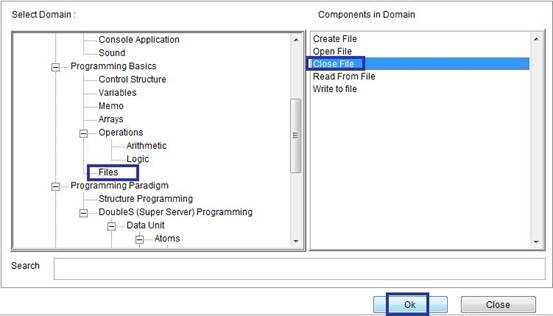 Select Domain :
Components in Domain
Console Application
Sound
Programming Basics
Control Structure
Variables
Memo
Arrays
Operations
Arithmetic
Logic
Files
Programming Paradigm
Structure Programming
DoubleS (Super Server) Programming
Data Unit
Atoms
Create File
Open File
Close File
Read From File
Write to file
Search
Ok
Close